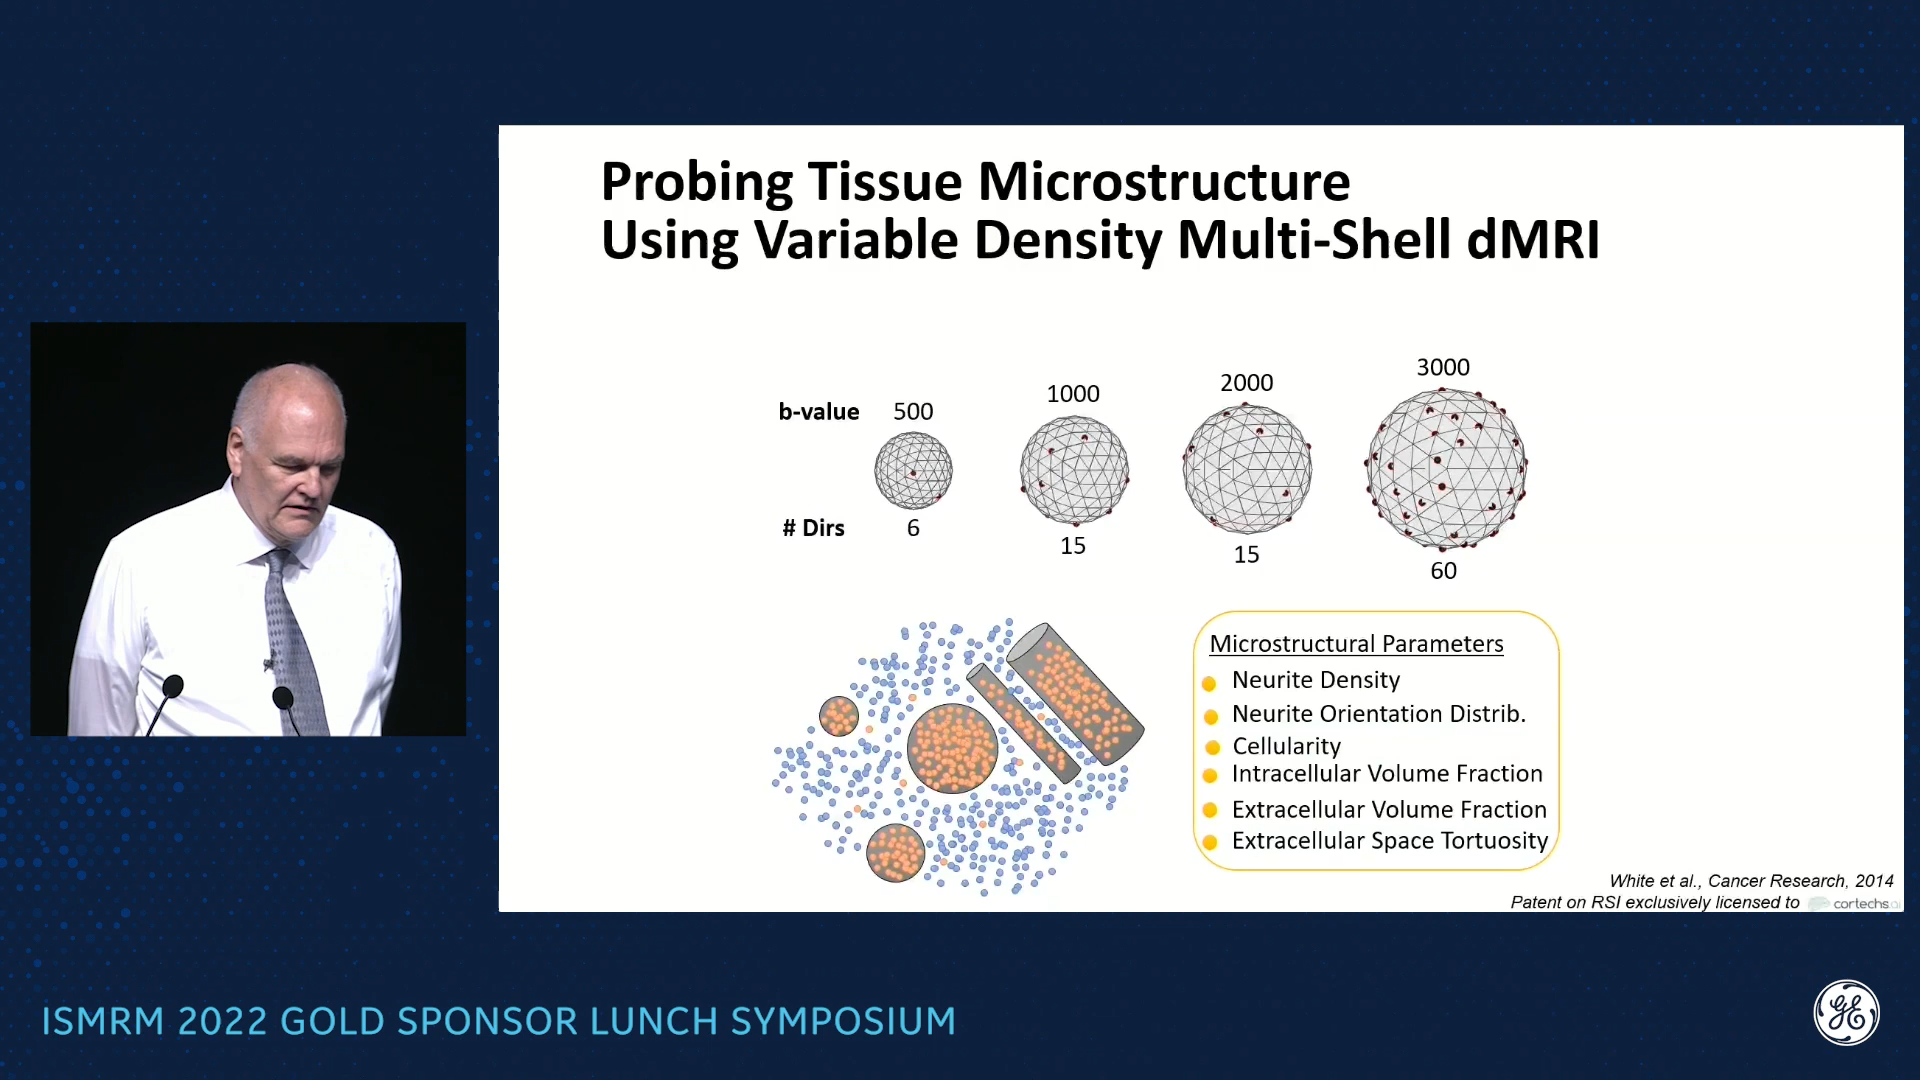 Probing Tissue Microstructure
Using Variable Density Multi-Shell dMRI
b-value 500 1000 2000 3000
# Dirs 6 15 15 60
Microstructural Parameters
Neurite Density
Neurite Orientation Distrib.
Cellularity
Intracellular Volume Fraction
Extracellular Volume Fraction
Extracellular Space Tortuosity
White et al., Cancer Research, 2014
Patent on RSI exclusively licensed to cortechs.ai
ISMRM 2022 GOLD SPONSOR LUNCH SYMPOSIUM
GE